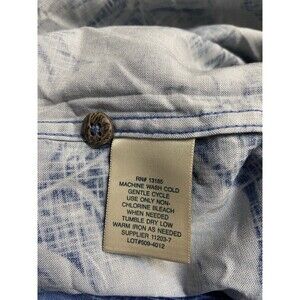 RN# 13185
MACHINE WASH COLD
GENTLE CYCLE
USE ONLY NON-
CHLORINE BLEACH
WHEN NEEDED
TUMBLE DRY LOW
WARM IRON AS NEEDED
SUPPLIER 11203-7
LOT#609-4012